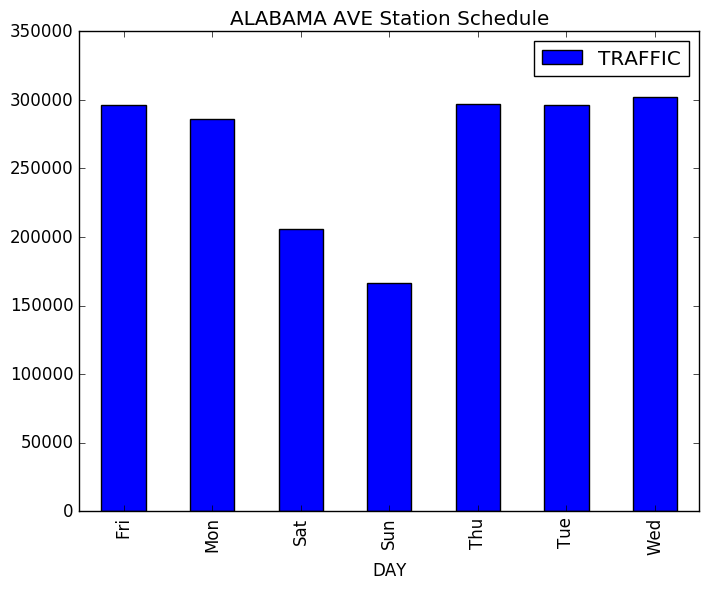 ALABAMA AVE Station Schedule
TRAFFIC
350000
300000
250000
200000
150000
100000
50000
0
Fri
Mon
Sat
Sun
Thu
Tue
Wed
DAY